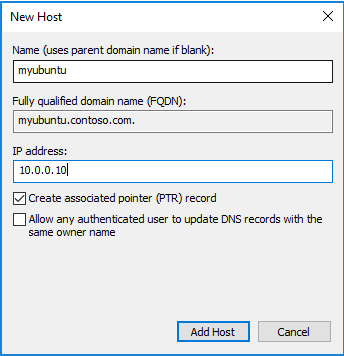 New Host
Name (uses parent domain name if blank):
myubuntu
Fully qualified domain name (FQDN):
myubuntu.contoso.com.
IP address:
10.0.0.10
Create associated pointer (PTR) record
Allow any authenticated user to update DNS records with the
same owner name
Add Host
Cancel